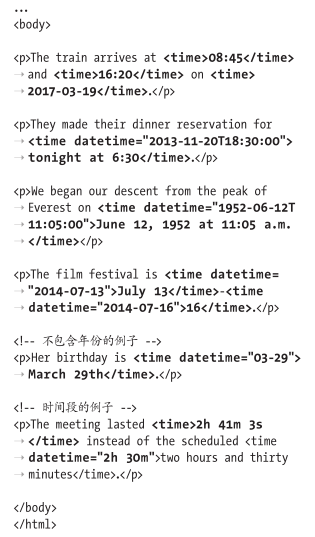 ...
<body>
<p>The train arrives at <time>08:45</time>
→ and <time>16:20</time> on <time>
→ 2017-03-19</time>.</p>
<p>They made their dinner reservation for
→ <time datetime="2013-11-20T18:30:00">
→ tonight at 6:30</time>.</p>
<p>We began our descent from the peak of
→ Everest on <time datetime="1952-06-12T
→ 11:05:00">June 12, 1952 at 11:05 a.m.
→ </time></p>
<p>The film festival is <time datetime=
→ "2014-07-13">July 13</time>-<time
→ datetime="2014-07-16">16</time>.</p>
<!-- 不包含年份的例子 -->
<p>Her birthday is <time datetime="03-29">
→ March 29th</time>.</p>
<!-- 时间段的例子 -->
<p>The meeting lasted <time>2h 41m 3s
→ </time> instead of the scheduled <time
→ datetime="2h 30m">two hours and thirty
→ minutes</time>.</p>
</body>
</html>